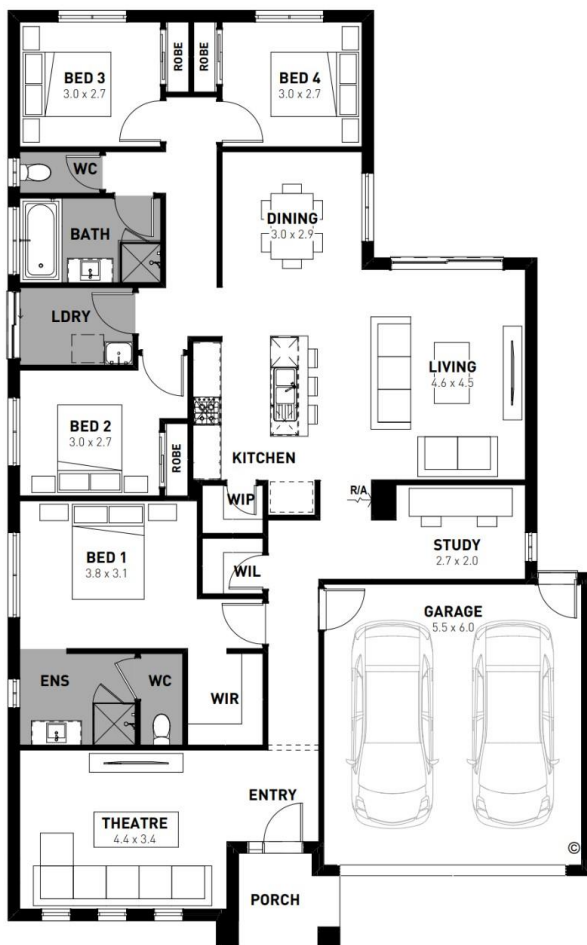 BED 3
3.0 x 2.7
ROBE
ROBE
BED 4
3.0 x 2.7
WC
BATH
DINING
3.0 x 2.9
LDRY
LIVING
4.6 x 4.5
BED 2
3.0 x 2.7
ROBE
KITCHEN
WIP
R/A
STUDY
2.7 x 2.0
BED 1
3.8 x 3.1
WIL
GARAGE
5.5 x 6.0
ENS
WC
WIR
THEATRE
4.4 x 3.4
ENTRY
PORCH
©